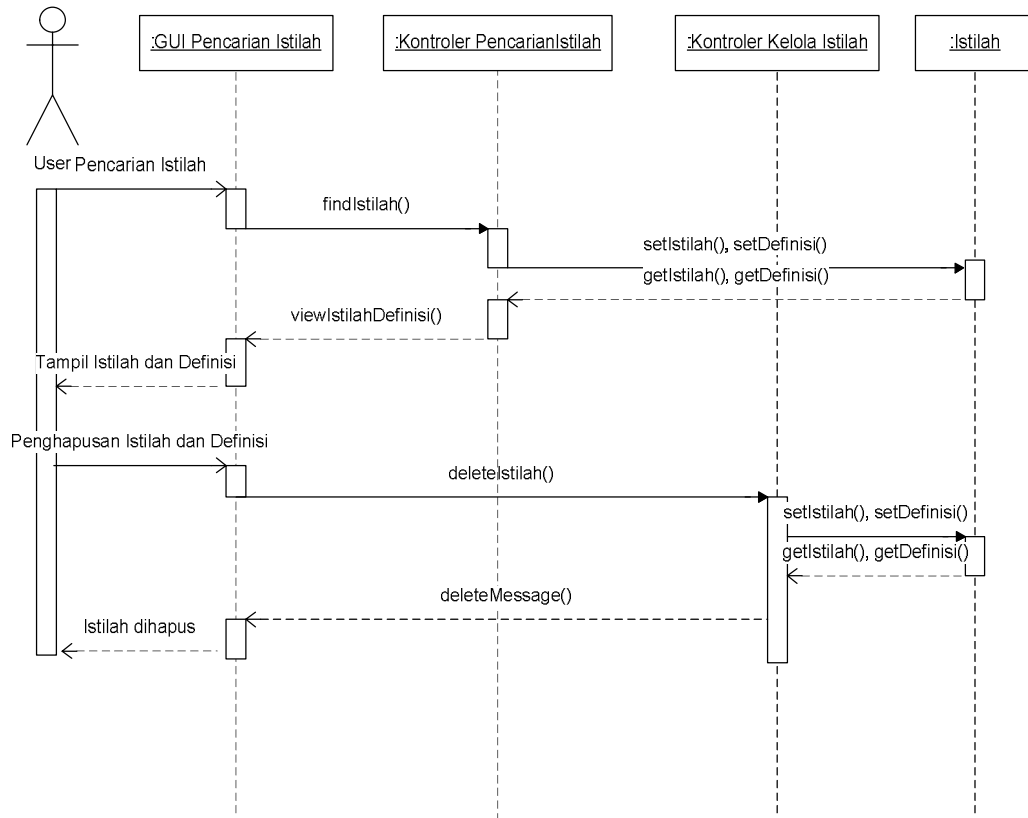 :GUI Pencarian Istilah
:Kontroler PencarianIstilah
:Kontroler Kelola Istilah
:Istilah
User
Pencarian Istilah
findIstilah()
setIstilah(), setDefinisi()
getIstilah(), getDefinisi()
viewIstilahDefinisi()
Tampil Istilah dan Definisi
Penghapusan Istilah dan Definisi
deleteIstilah()
setIstilah(), setDefinisi()
getIstilah(), getDefinisi()
deleteMessage()
Istilah dihapus